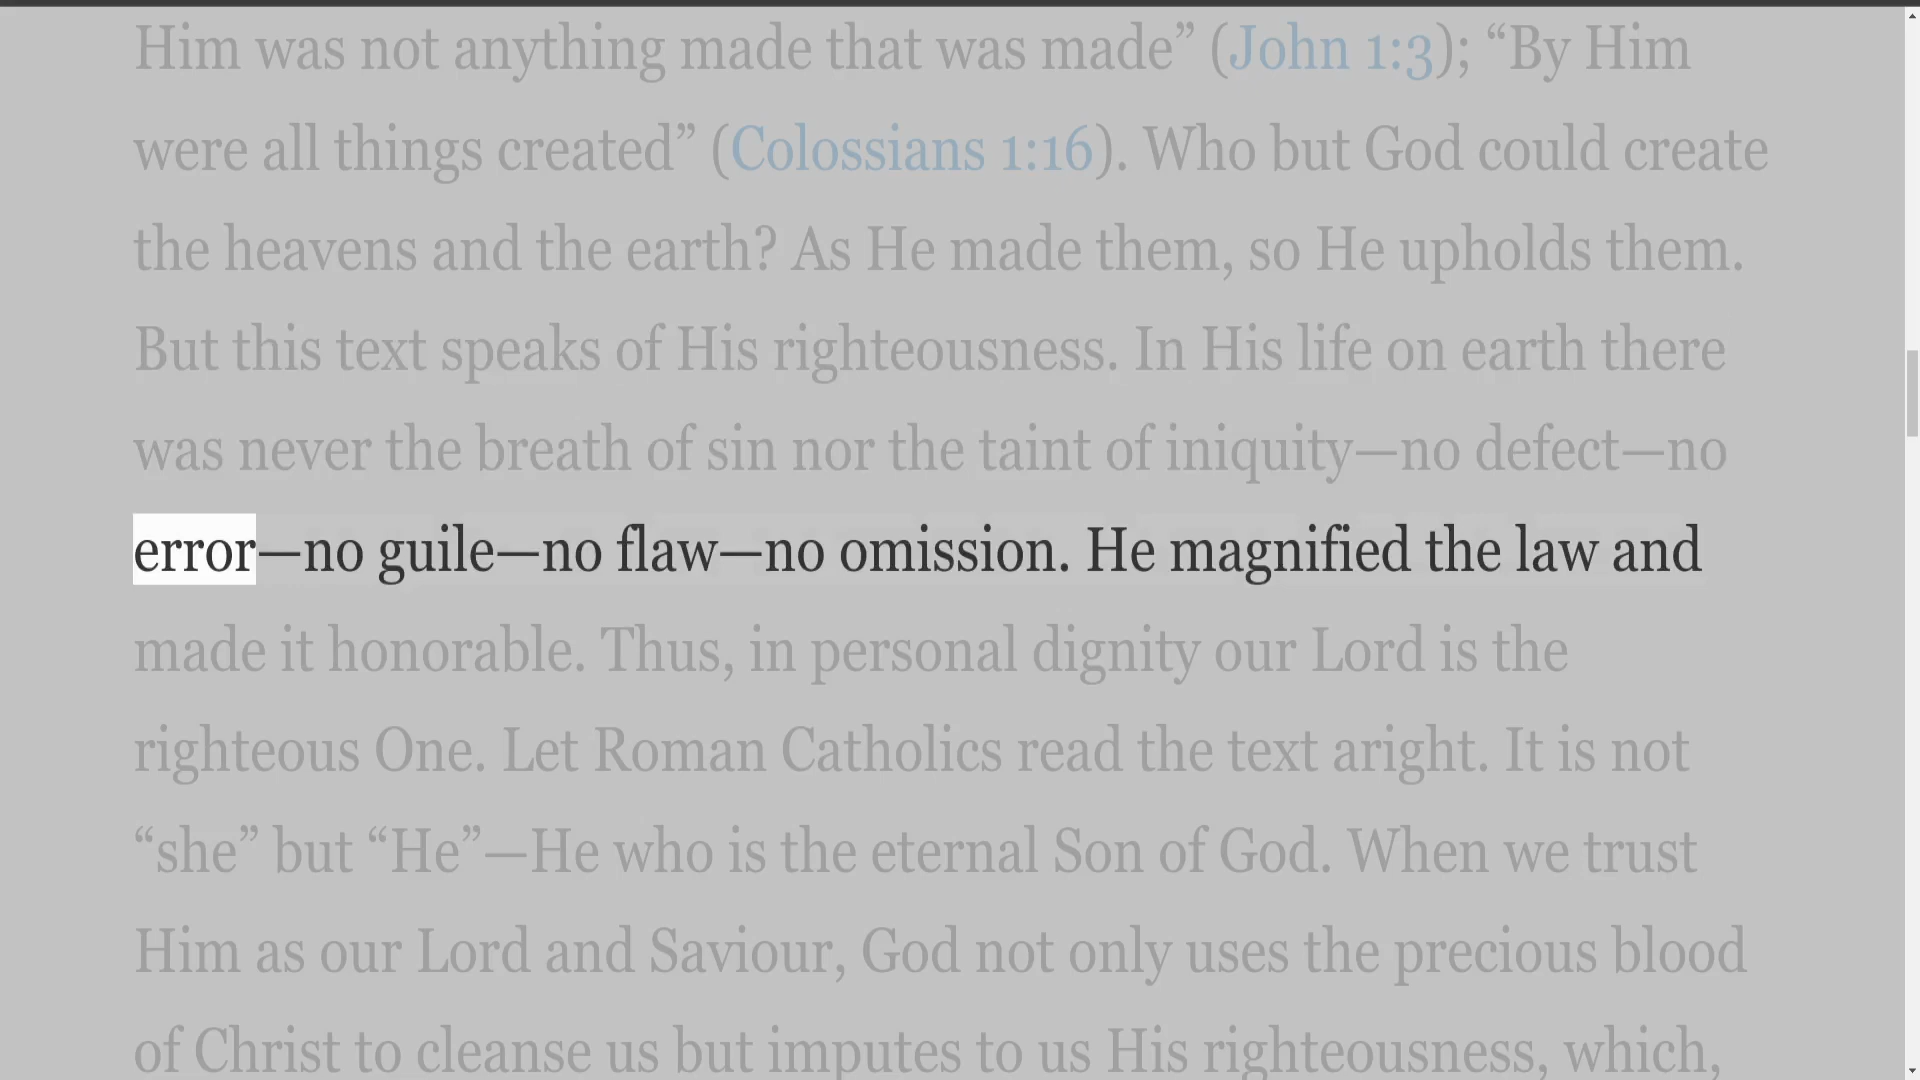 Him was not anything made that was made” (John 1:3); “By Him
were all things created” (Colossians 1:16). Who but God could create
the heavens and the earth? As He made them, so He upholds them.
But this text speaks of His righteousness. In His life on earth there
was never the breath of sin nor the taint of iniquity—no defect—no
error—no guile—no flaw—no omission. He magnified the law and
made it honorable. Thus, in personal dignity our Lord is the
righteous One. Let Roman Catholics read the text aright. It is not
“she” but “He”—He who is the eternal Son of God. When we trust
Him as our Lord and Saviour, God not only uses the precious blood
of Christ to cleanse us but imputes to us His righteousness, which,